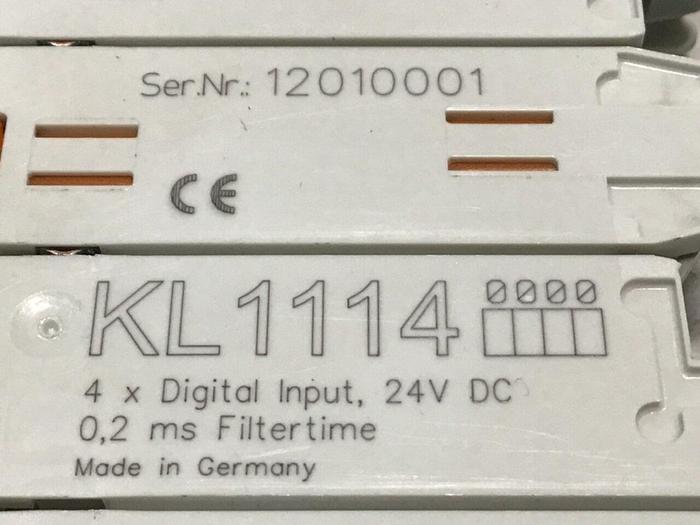 Ser.Nr.: 12010001
CE
KL1114 0000
4 x Digital Input, 24V DC
0,2 ms Filtertime
Made in Germany